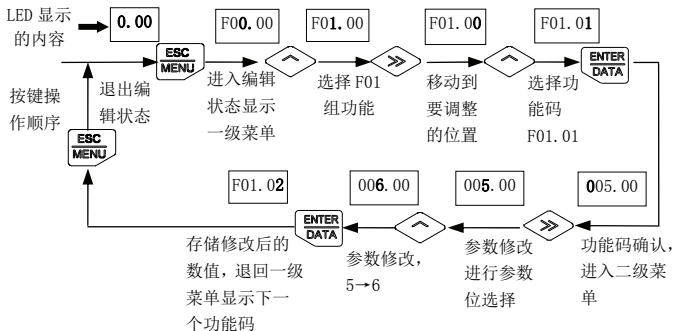 LED 显示
的内容
0.00
F00.00
F01.00
F01.00
F01.01
ESC
MENU
ENTER
DATA
按键操
作顺序
退出编
辑状态
进入编辑
状态显示
一级菜单
选择 F01
组功能
移动到
要调整
的位置
选择功
能码
F01.01
ESC
MENU
F01.02
006.00
005.00
005.00
ENTER
DATA
存储修改后的
数值，退回一级
菜单显示下一
个功能码
参数修改，
5→6
参数修改
进行参数
位选择
功能码确认，
进入二级菜
单